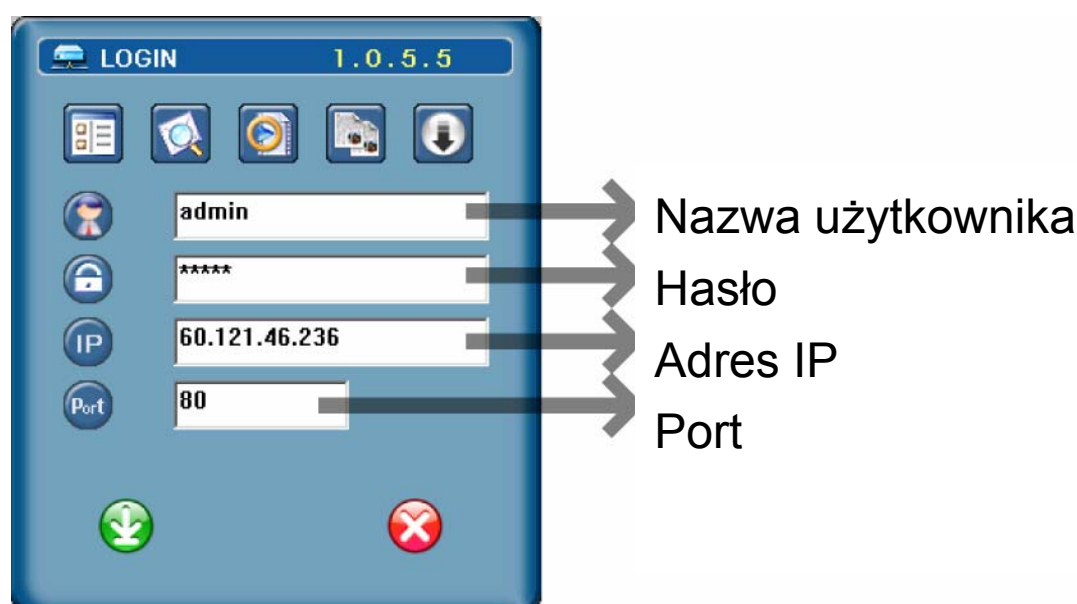 LOGIN 1.0.5.5
admin Nazwa użytkownika
***** Hasło
IP 60.121.46.236 Adres IP
Port 80 Port